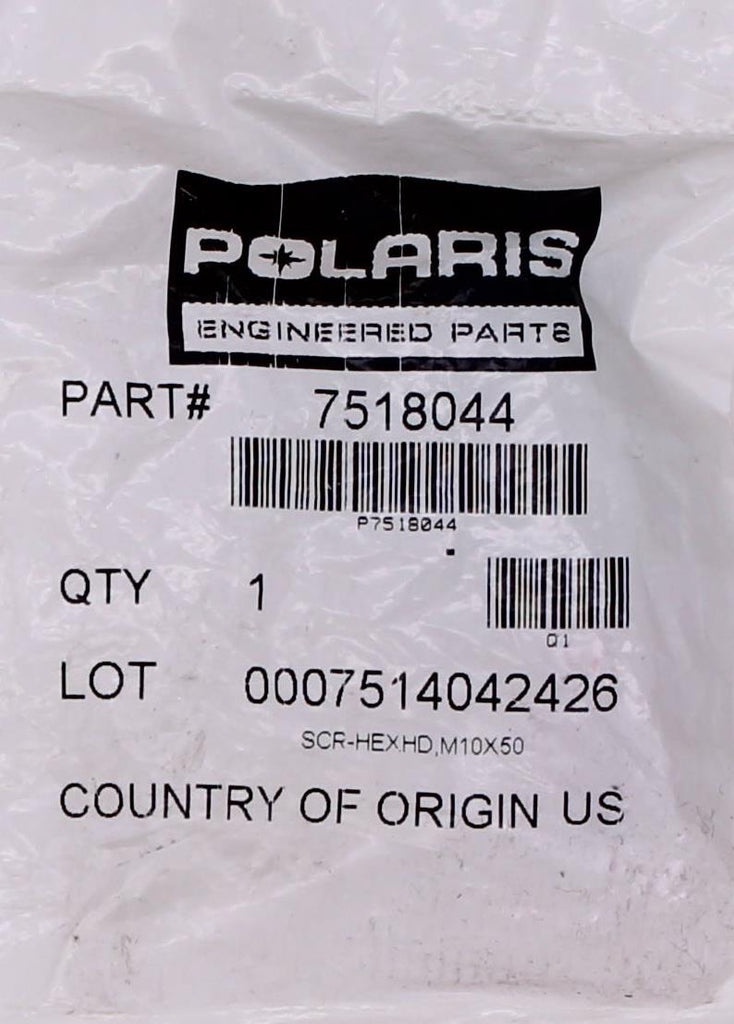 POLARIS
ENGINEERED PARTS
PART# 7518044
P7518044
QTY 1
Q1
LOT 0007514042426
SCR-HEXHD,M10X50
COUNTRY OF ORIGIN US